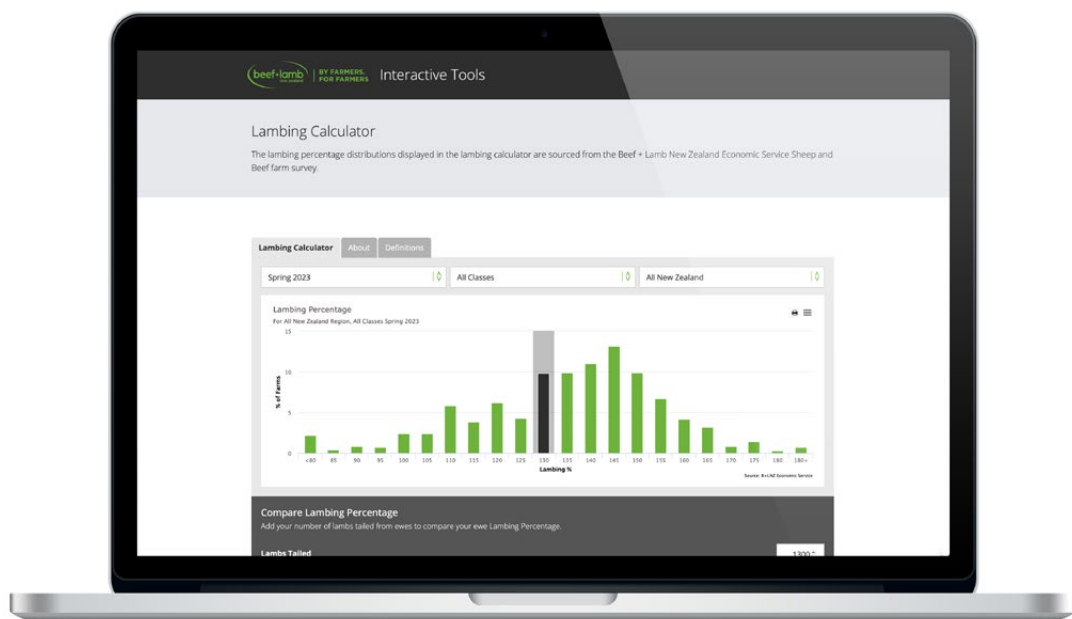 beef+lamb
new zealand
BY FARMERS.
FOR FARMERS
Interactive Tools
Lambing Calculator
The lambing percentage distributions displayed in the lambing calculator are sourced from the Beef + Lamb New Zealand Economic Service Sheep and
Beef farm survey.
Lambing Calculator About Definitions
Spring 2023 All Classes All New Zealand
Lambing Percentage
For All New Zealand Region, All Classes Spring 2023
15
10
5
0
% of Farms
<80 85 90 95 100 105 110 115 120 125 130 135 140 145 150 155 160 165 170 175 180 180+
Lambing %
Source: B+LNZ Economic Service
Compare Lambing Percentage
Add your number of lambs tailed from ewes to compare your ewe Lambing Percentage.
Lambs Tailed 1300